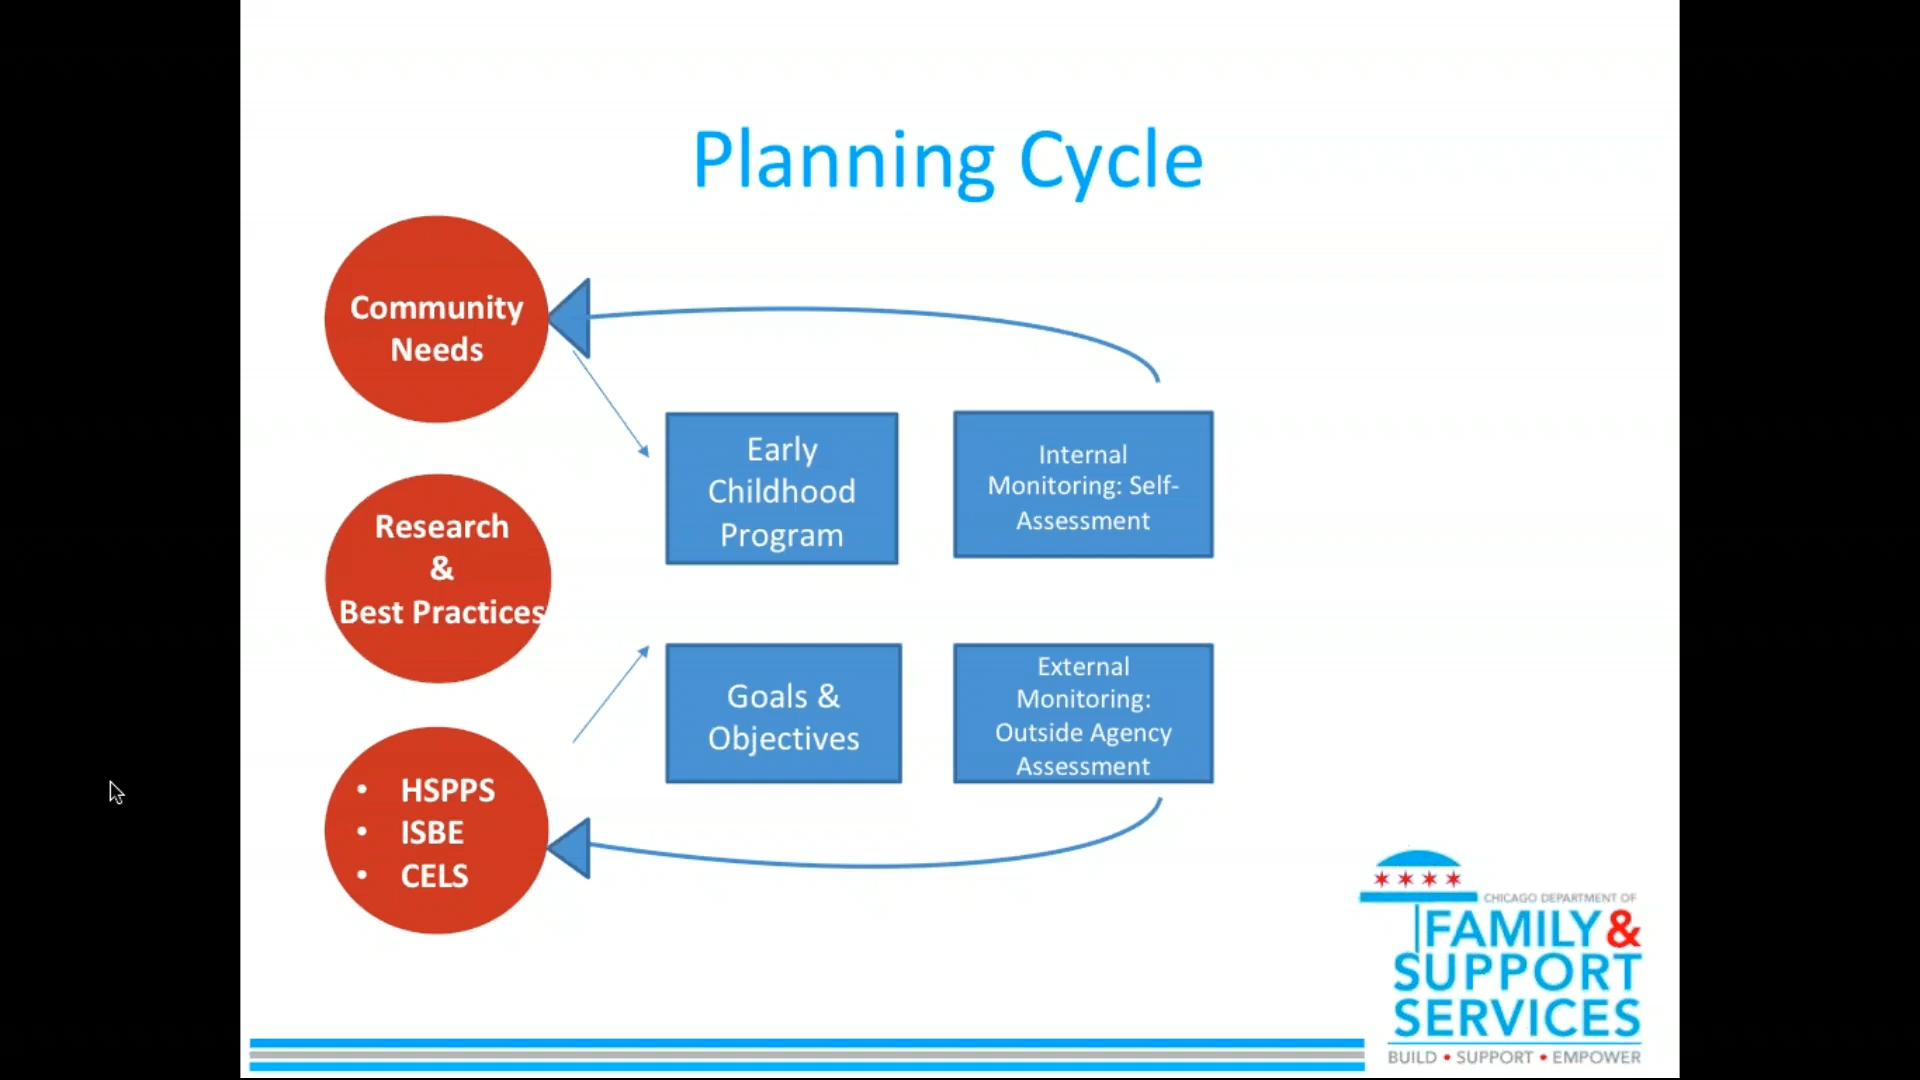 Planning Cycle
Community
Needs
Research
&
Best Practices
• HSPPS
• ISBE
• CELS
Early
Childhood
Program
Internal
Monitoring: Self-
Assessment
Goals &
Objectives
External
Monitoring:
Outside Agency
Assessment
CHICAGO DEPARTMENT OF
FAMILY &
SUPPORT
SERVICES
BUILD • SUPPORT • EMPOWER